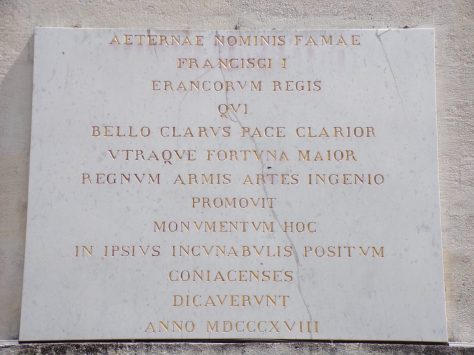 AETERNAE NOMINIS FAMAE
FRANCISCI I
ERANCORVM REGIS
QVI
BELLO CLARVS PACE CLARIOR
VTRAQVE FORTVNA MAIOR
REGNVM ARMIS ARTES INGENIO
PROMOVIT
MONVMENTVM HOC
IN IPSIVS INCVNABVLIS POSITVM
CONIACENSES
DICAVERVNT
ANNO MDCCCXVIII